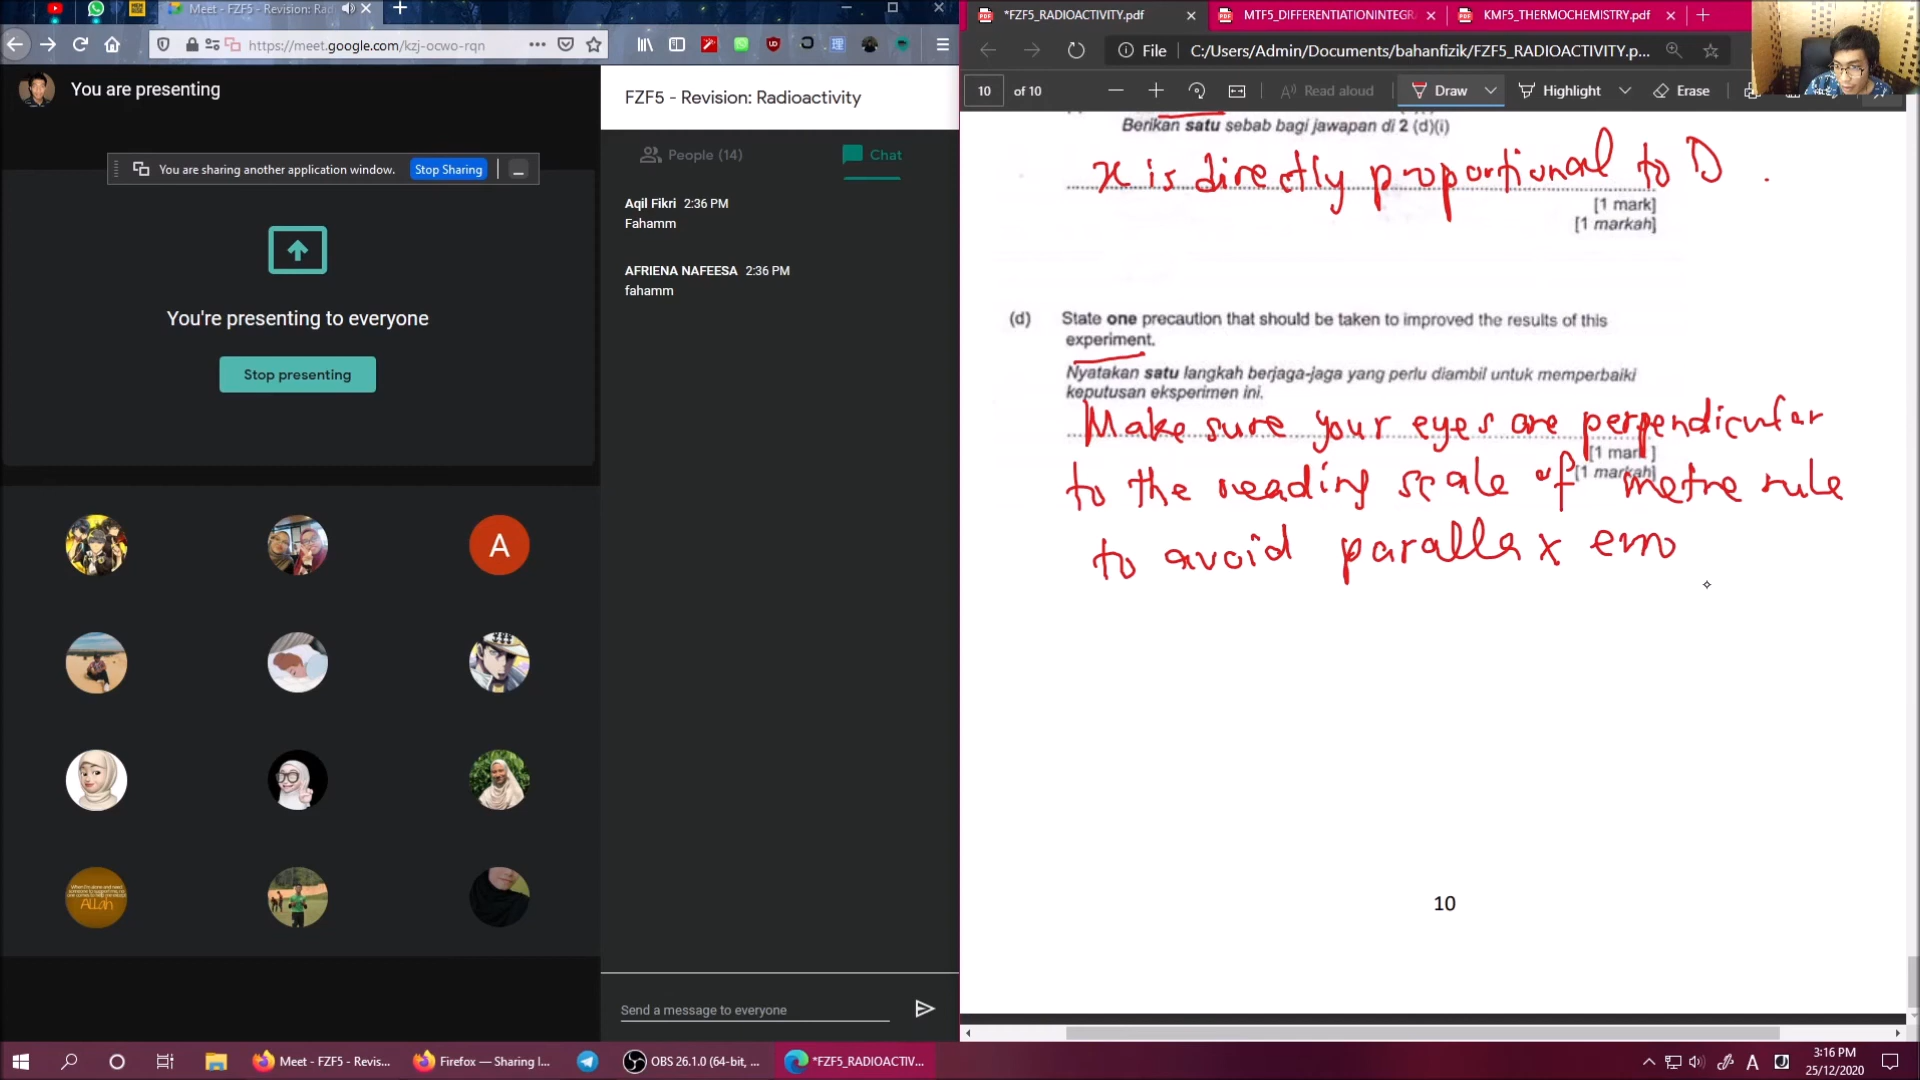 Meet - FZF5 - Revision: Rad
https://meet.google.com/kzj-ocwo-rqn
You are presenting
You are sharing another application window.
Stop Sharing
You're presenting to everyone
Stop presenting
A
ALLah
FZF5 - Revision: Radioactivity
People (14)
Chat
Aqil Fikri 2:36 PM
Fahamm
AFRIENA NAFEESA 2:36 PM
fahamm
Send a message to everyone
*FZF5_RADIOACTIVITY.pdf
MTF5_DIFFERENTIATIONINTEGR
KMF5_THERMOCHEMISTRY.pdf
File C:/Users/Admin/Documents/bahanfizik/FZF5_RADIOACTIVITY.p...
10 of 10
Read aloud
Draw
Highlight
Erase
Berikan satu sebab bagi jawapan di 2 (d)(i)
x is directly proportional to D .
[1 mark]
[1 markah]
(d) State one precaution that should be taken to improved the results of this
experiment.
Nyatakan satu langkah berjaga-jaga yang perlu diambil untuk memperbaiki
keputusan eksperimen ini.
Make sure your eyes are perpendicular
[1 mark]
[1 markah]
to the reading scale of metre rule
to avoid parallax erro
10
Meet - FZF5 - Revis...
Firefox — Sharing I...
OBS 26.1.0 (64-bit, ...
*FZF5_RADIOACTIV...
A
3:16 PM
25/12/2020